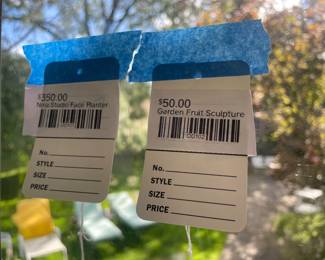 $350.00
Nina Studio Face Planter
No.
STYLE
SIZE
PRICE
$50.00
Garden Fruit Sculpture
No.
STYLE
SIZE
PRICE